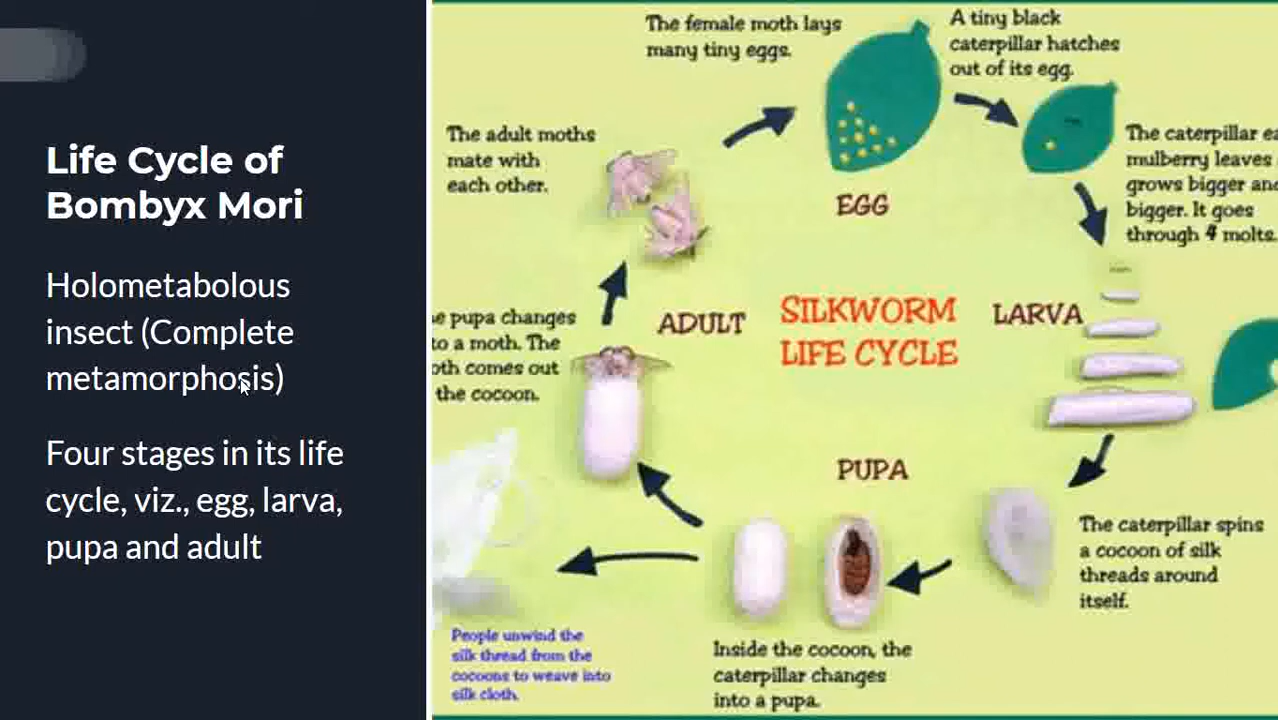 Life Cycle of
Bombyx Mori
Holometabolous
insect (Complete
metamorphosis)
Four stages in its life
cycle, viz., egg, larva,
pupa and adult
The female moth lays
many tiny eggs.
A tiny black
caterpillar hatches
out of its egg.
The adult moths
mate with
each other.
EGG
The caterpillar ea
mulberry leaves
grows bigger and
bigger. It goes
through 4 molts.
SILKWORM
LIFE CYCLE
ADULT
LARVA
e pupa changes
to a moth. The
oth comes out
the cocoon.
PUPA
The caterpillar spins
a cocoon of silk
threads around
itself.
Inside the cocoon, the
caterpillar changes
into a pupa.
People unwind the
silk thread from the
cocoons to weave into
silk cloth.